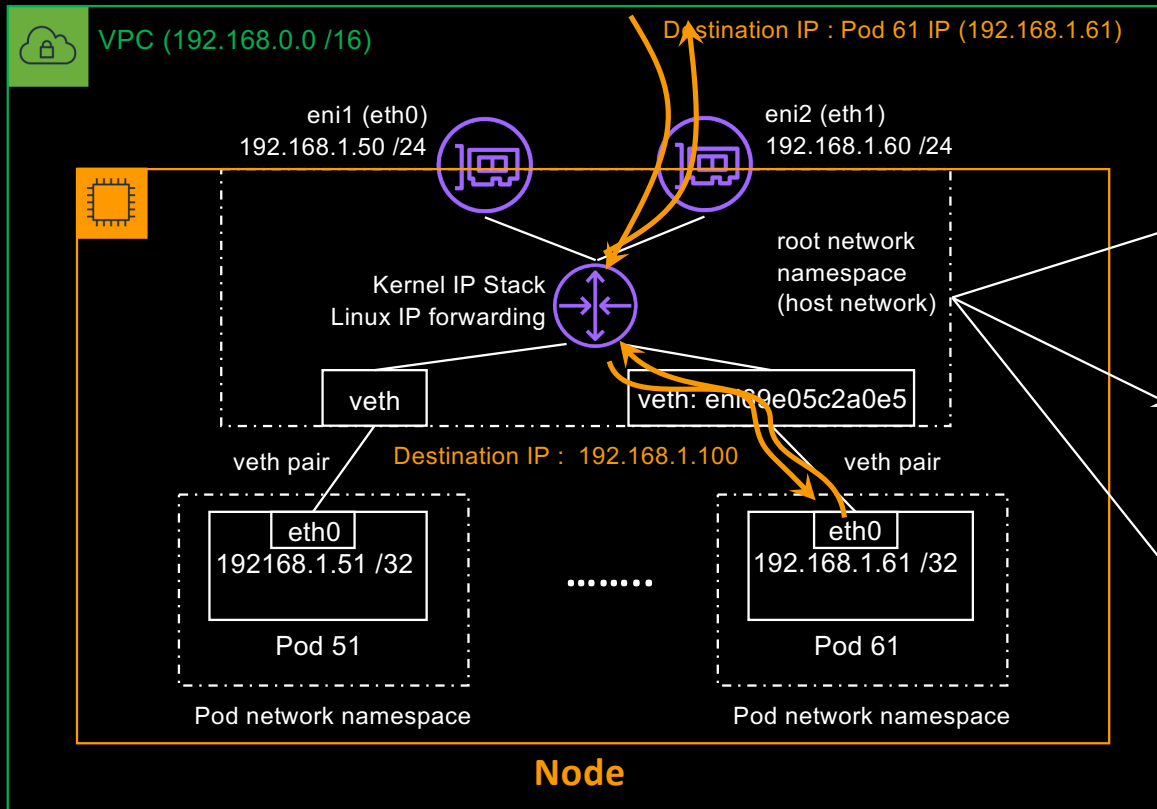 VPC (192.168.0.0 /16)
Destination IP : Pod 61 IP (192.168.1.61)
eni1 (eth0)
192.168.1.50 /24
eni2 (eth1)
192.168.1.60 /24
root network
namespace
(host network)
Kernel IP Stack
Linux IP forwarding
veth
veth: eni69e05c2a0e5
veth pair
Destination IP :  192.168.1.100
veth pair
eth0
192168.1.51 /32
Pod 51
Pod network namespace
........
eth0
192.168.1.61 /32
Pod 61
Pod network namespace
Node